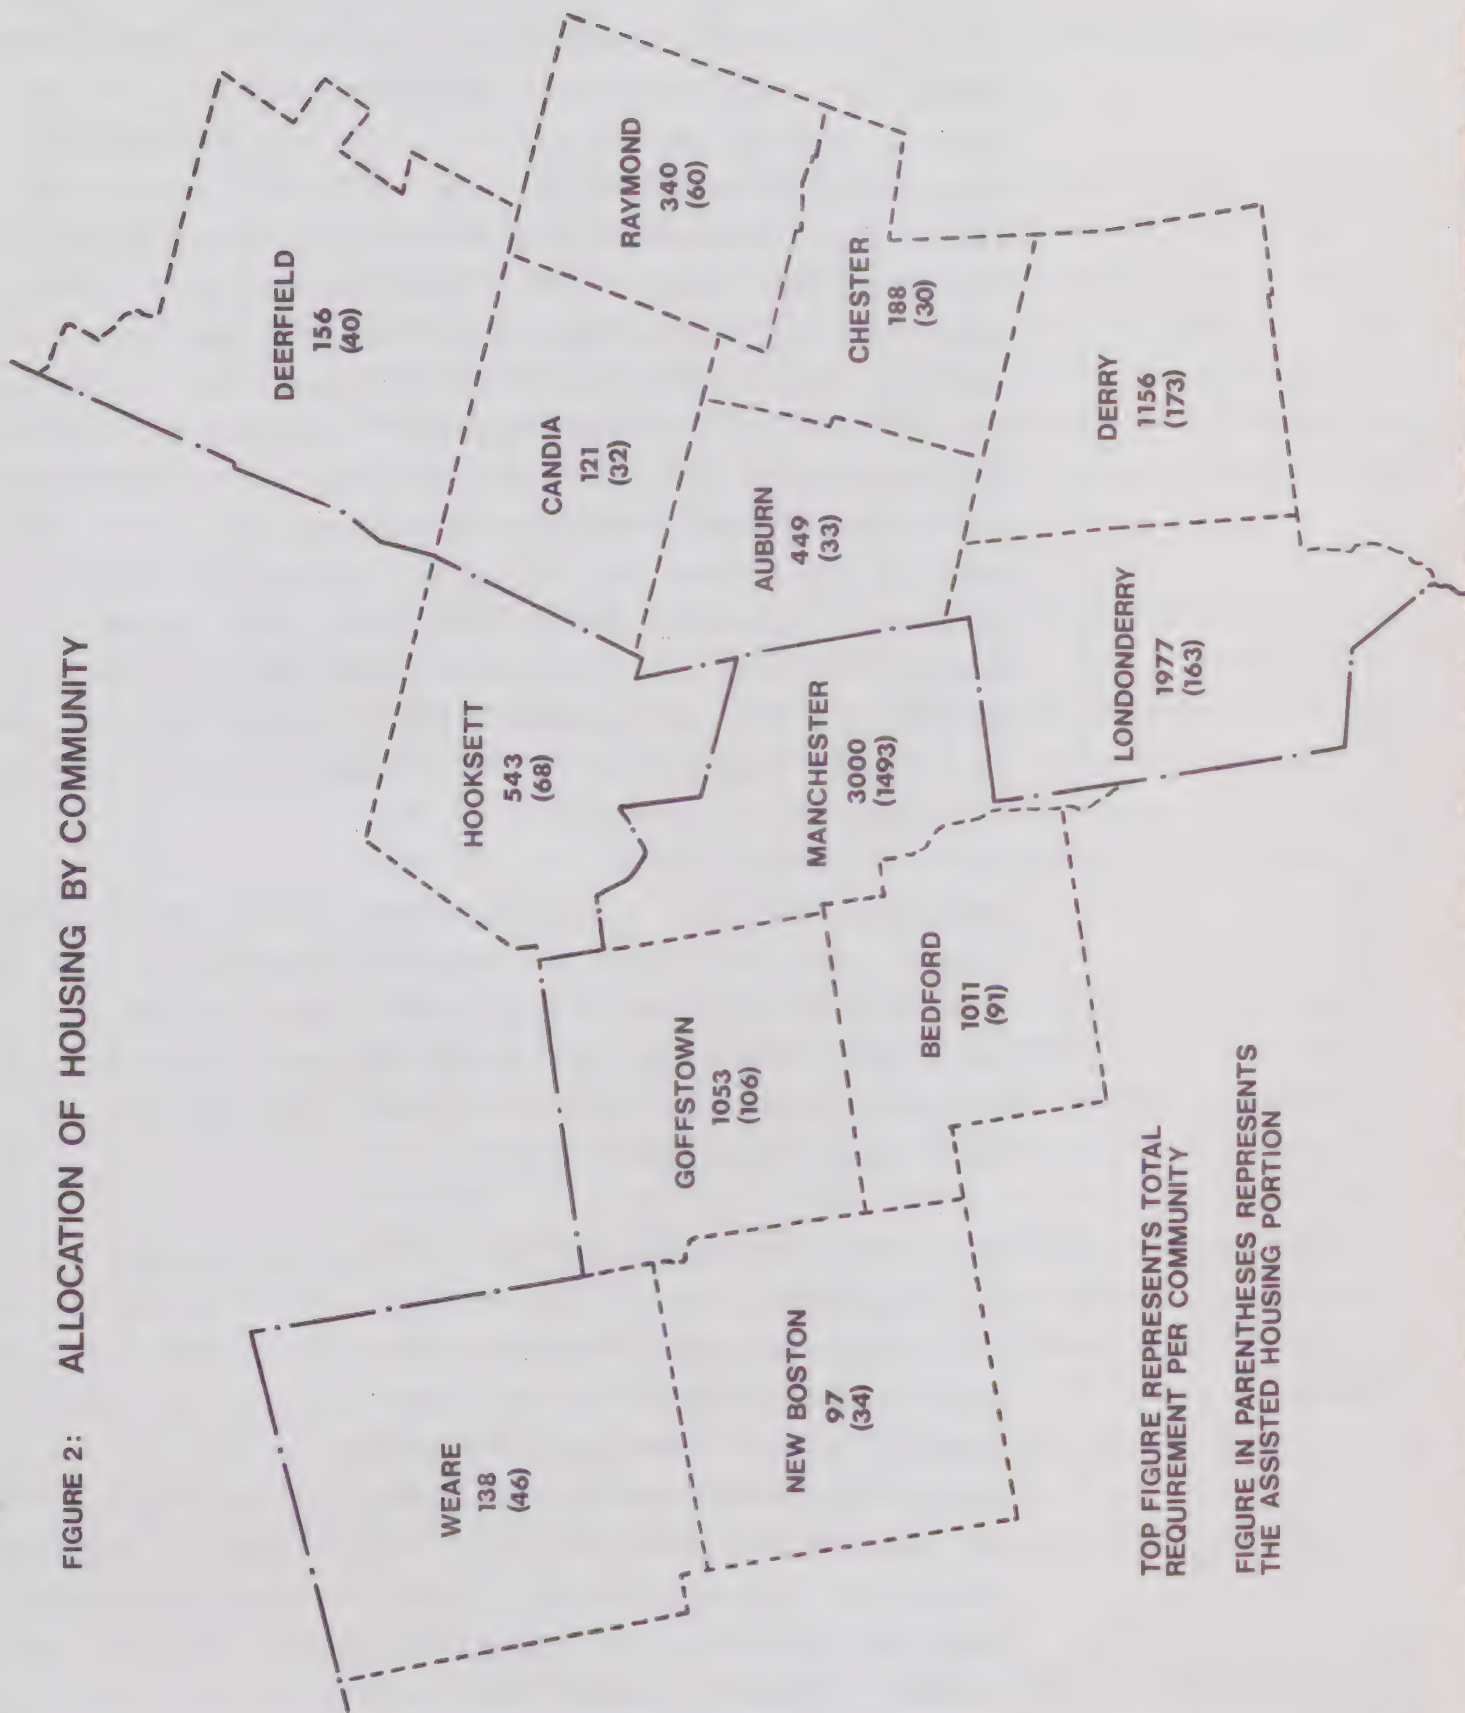 FIGURE 2: ALLOCATION OF HOUSING BY COMMUNITY
DEERFIELD
156
(40)
RAYMOND
340
(60)
CANDIA
121
(32)
CHESTER
188
(30)
HOOKSETT
543
(68)
AUBURN
449
(33)
DERRY
1156
(173)
MANCHESTER
3000
(1493)
LONDONDERRY
1977
(163)
GOFFSTOWN
1053
(106)
BEDFORD
1011
(91)
WEARE
138
(46)
NEW BOSTON
97
(34)
TOP FIGURE REPRESENTS TOTAL
REQUIREMENT PER COMMUNITY
FIGURE IN PARENTHESES REPRESENTS
THE ASSISTED HOUSING PORTION